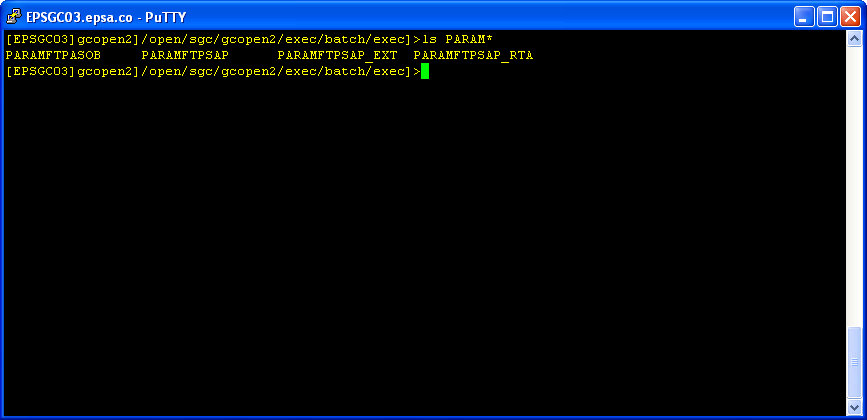 EPSGC03.epsa.co - PuTTY
[EPSGC03]gcopen2]/open/sgc/gcopen2/exec/batch/exec]>ls PARAM*
PARAMFTPASOB     PARAMFTPSAP      PARAMFTPSAP_EXT  PARAMFTPSAP_RTA
[EPSGC03]gcopen2]/open/sgc/gcopen2/exec/batch/exec]>